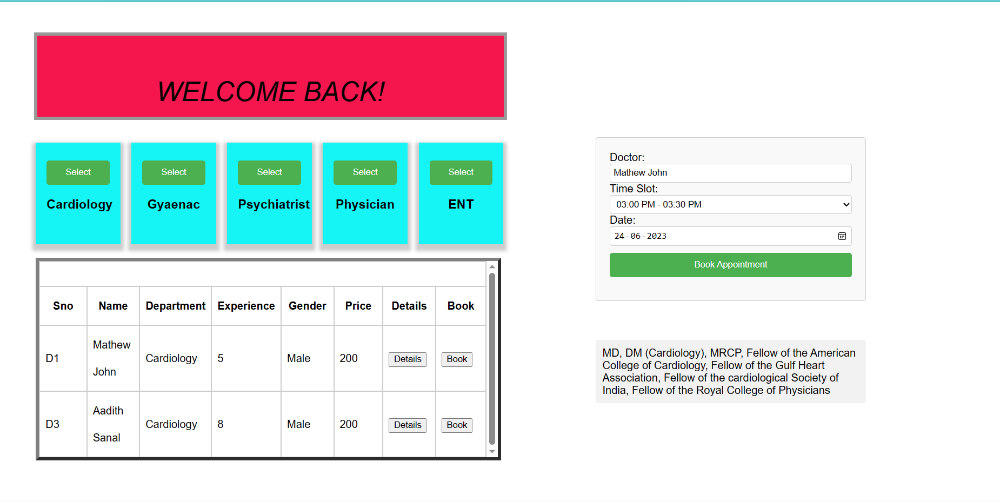 WELCOME BACK!
Select Select Select Select Select
Cardiology Gyaenac Psychiatrist Physician ENT
Sno Name Department Experience Gender Price Details Book
D1 Mathew John Cardiology 5 Male 200 Details Book
D3 Aadith Sanal Cardiology 8 Male 200 Details Book
Doctor:
Mathew John
Time Slot:
03:00 PM - 03:30 PM
Date:
24-06-2023
Book Appointment
MD, DM (Cardiology), MRCP, Fellow of the American
College of Cardiology, Fellow of the Gulf Heart
Association, Fellow of the cardiological Society of
India, Fellow of the Royal College of Physicians